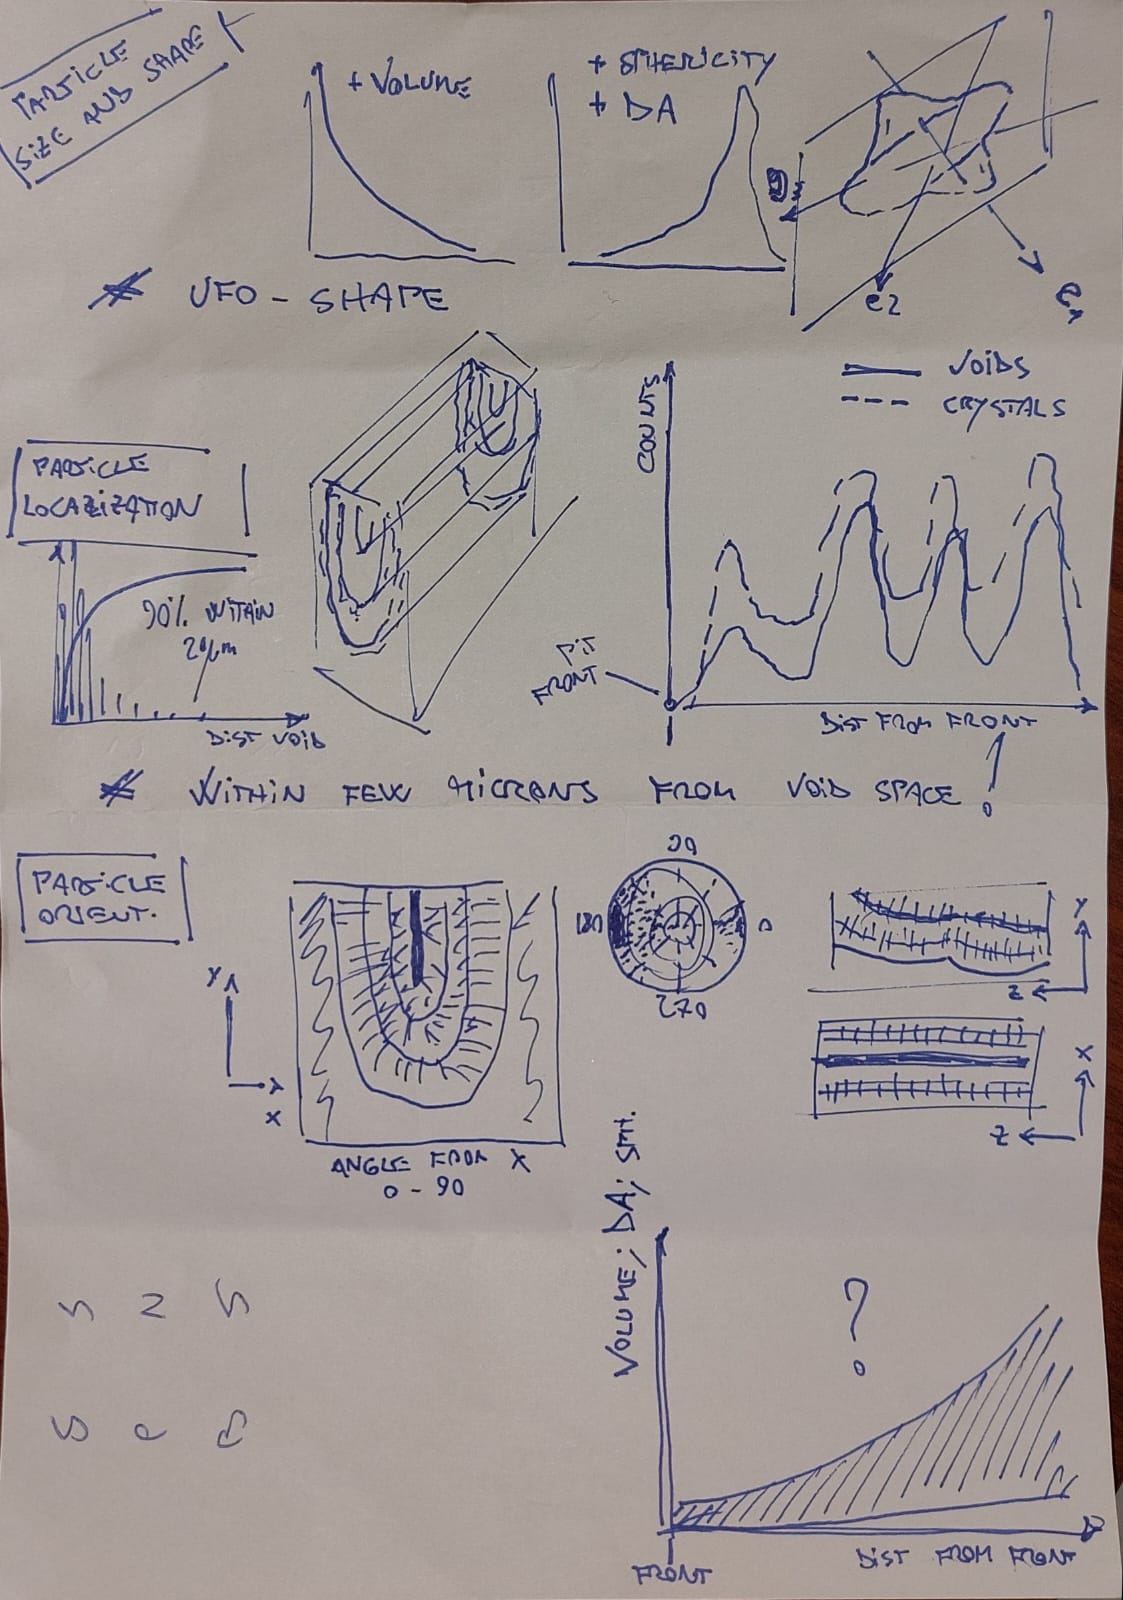 PARTICLE
SIZE AND SHAPE
+ VOLUME
+ SPHERICITY
+ DA
e2
e1
* UFO - SHAPE
VOIDS
CRYSTALS
COUNTS
PARTICLE
LOCALIZATION
90% WITHIN
2µm
DIST VOID
PIT
FRONT
DIST FROM FRONT
* WITHIN FEW MICRONS FROM VOID SPACE !
PARTICLE
ORIENT.
90
180
0
270
Y
X
ANGLE FROM X
0 - 90
Y
Z
X
Z
VOLUME; DA; SPH.
?
FRONT
DIST FROM FRONT